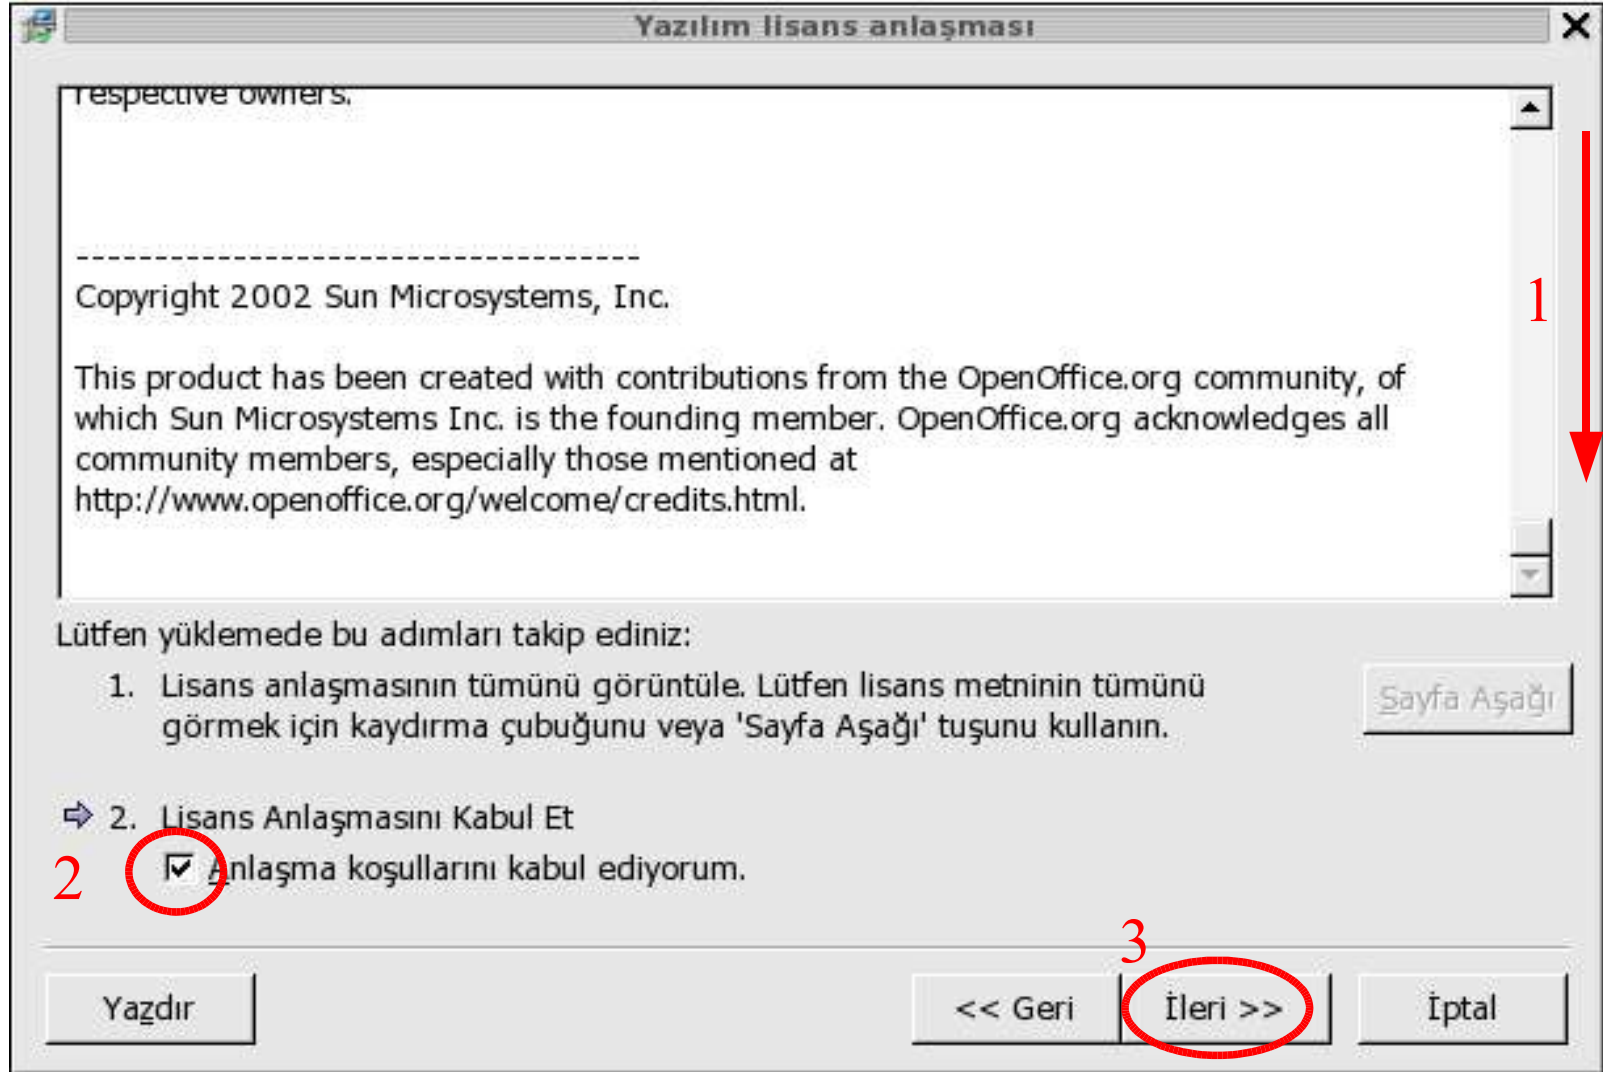 Yazılım lisans anlaşması
respective owners.
------------------------------------
Copyright 2002 Sun Microsystems, Inc.
This product has been created with contributions from the OpenOffice.org community, of
which Sun Microsystems Inc. is the founding member. OpenOffice.org acknowledges all
community members, especially those mentioned at
http://www.openoffice.org/welcome/credits.html.
1
Lütfen yüklemede bu adımları takip ediniz:
1. Lisans anlaşmasının tümünü görüntüle. Lütfen lisans metninin tümünü
görmek için kaydırma çubuğunu veya 'Sayfa Aşağı' tuşunu kullanın.
Sayfa Aşağı
2. Lisans Anlaşmasını Kabul Et
2
Anlaşma koşullarını kabul ediyorum.
3
Yazdır
<< Geri
İleri >>
İptal